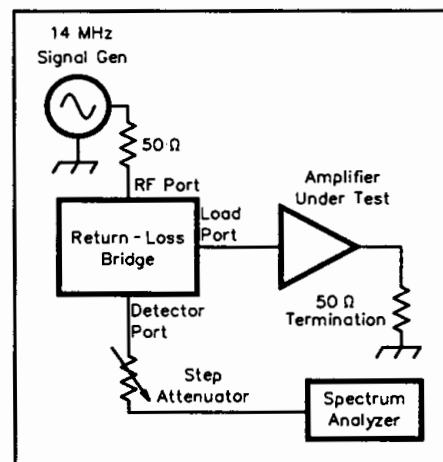 14 MHz
Signal Gen
50 Ω
RF Port
Amplifier
Under Test
Load
Port
Return-Loss
Bridge
Detector
Port
50 Ω
Termination
Step
Attenuator
Spectrum
Analyzer